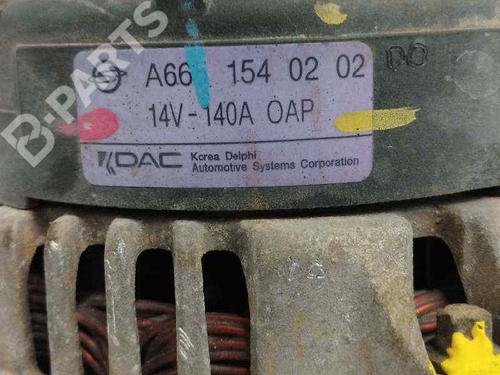 B-PARTS
A66 154 02 02
14V-140A OAP
KDAC Korea Delphi
Automotive Systems Corporation